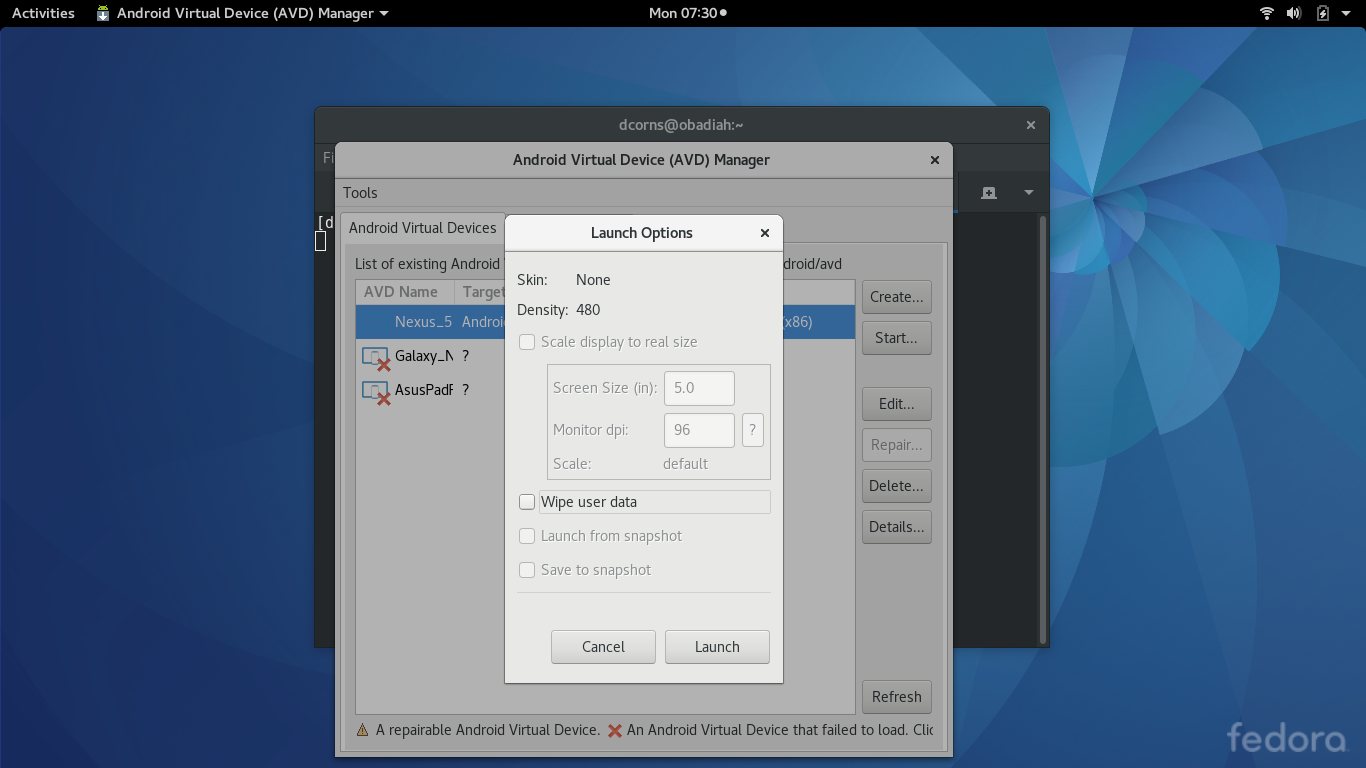 Activities Android Virtual Device (AVD) Manager Mon 07:30
dcorns@obadiah:~
Fi
Android Virtual Device (AVD) Manager
Tools
[d
Android Virtual Devices
Launch Options
List of existing Android droid/avd
AVD Name Target
Nexus_5 Androi (x86)
Galaxy_N ?
AsusPadF ?
Skin: None
Density: 480
Scale display to real size
Screen Size (in): 5.0
Monitor dpi: 96 ?
Scale: default
Wipe user data
Launch from snapshot
Save to snapshot
Cancel Launch
Create...
Start...
Edit...
Repair...
Delete...
Details...
Refresh
A repairable Android Virtual Device. An Android Virtual Device that failed to load. Clic
fedora